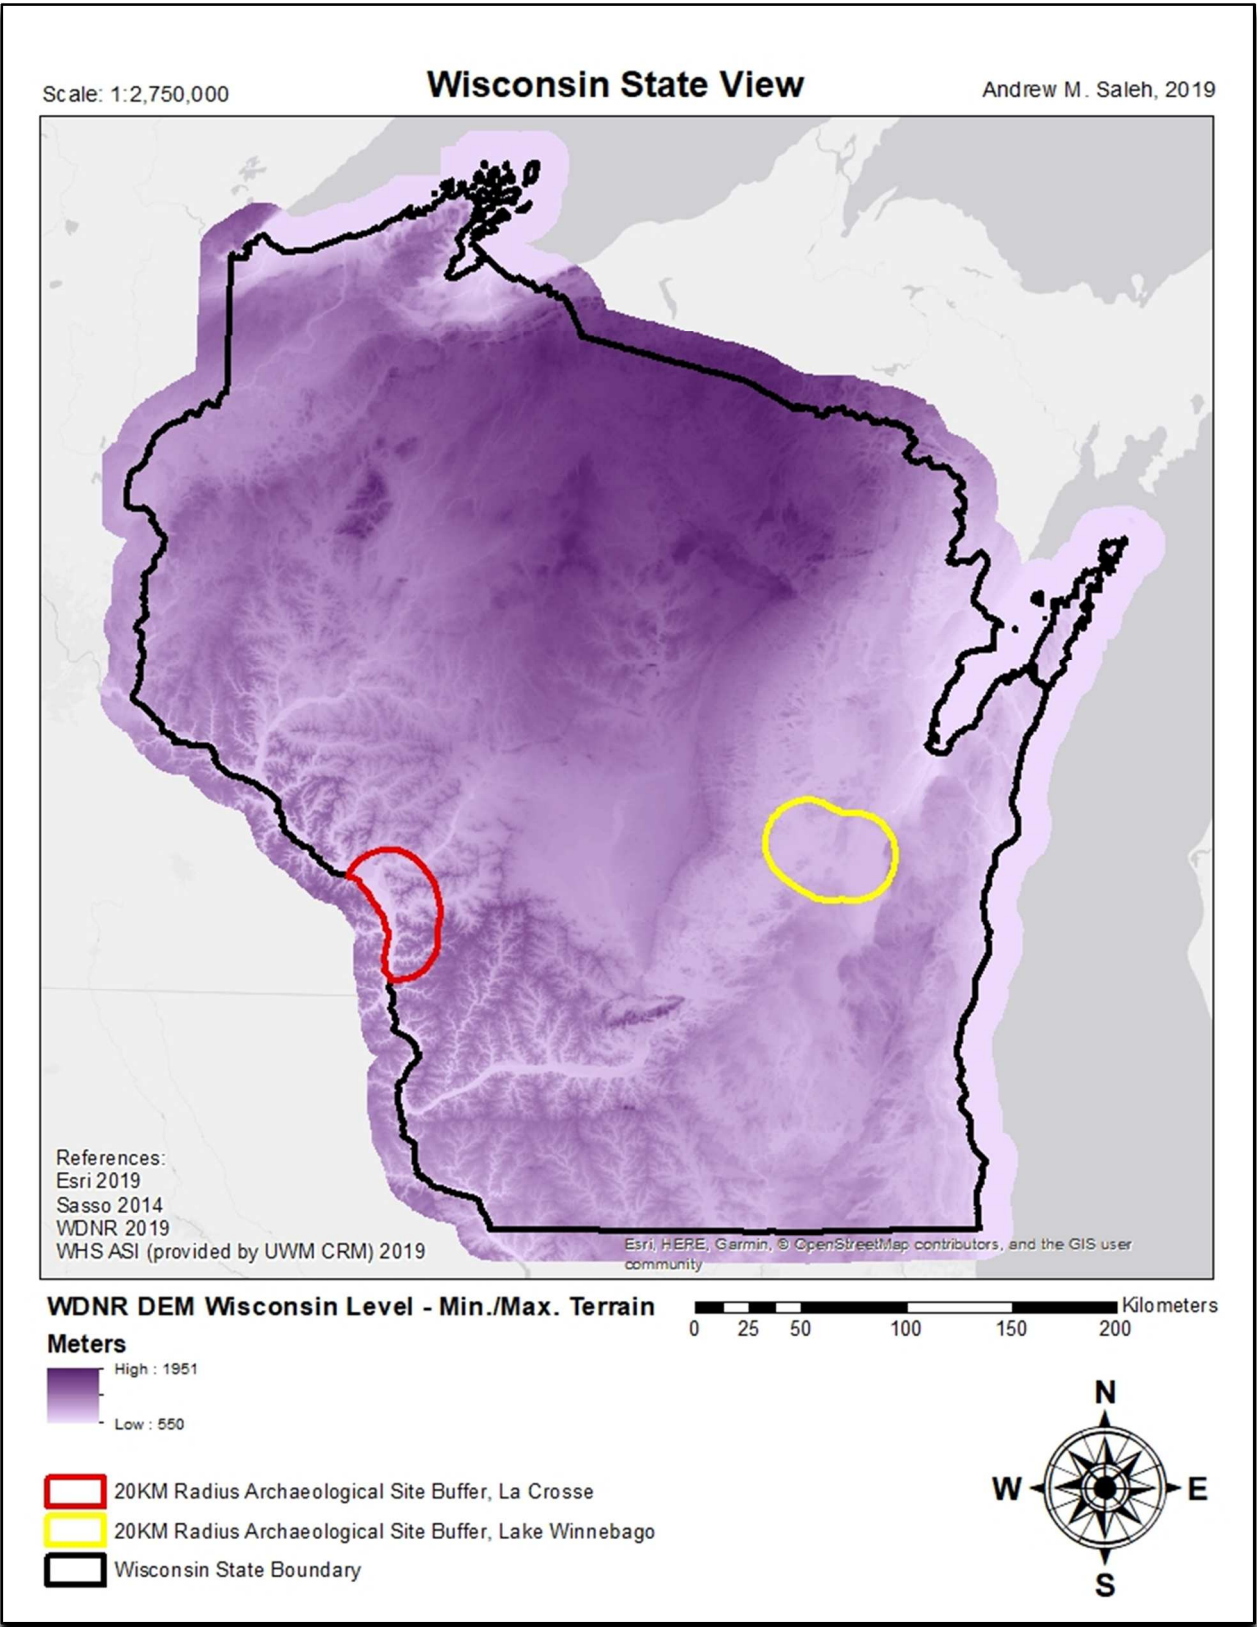 Scale: 1:2,750,000
Wisconsin State View
Andrew M. Saleh, 2019
References:
Esri 2019
Sasso 2014
WDNR 2019
WHS ASI (provided by UWM CRM) 2019
Esri, HERE, Garmin, © OpenStreetMap contributors, and the GIS user
community
WDNR DEM Wisconsin Level - Min./Max. Terrain
Meters
High : 1951
Low : 550
Kilometers
0 25 50 100 150 200
20KM Radius Archaeological Site Buffer, La Crosse
20KM Radius Archaeological Site Buffer, Lake Winnebago
Wisconsin State Boundary
N
W E
S